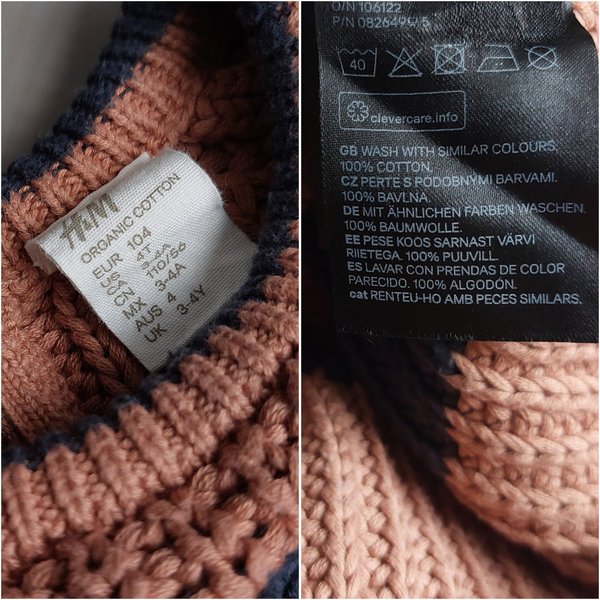 H&M
ORGANIC COTTON
EUR 104
US 4T
CA 3-4A
CN 110/56
MX 3-4A
AUS 4
UK 3-4Y
O/N 106122
40
clevercare.info
GB WASH WITH SIMILAR COLOURS.
100% COTTON.
CZ PERTE S PODOBNÝMI BARVAMI.
100% BAVLNA.
DE MIT ÄHNLICHEN FARBEN WASCHEN.
100% BAUMWOLLE.
EE PESE KOOS SARNAST VÄRVI
RIIETEGA. 100% PUUVILL.
ES LAVAR CON PRENDAS DE COLOR
PARECIDO. 100% ALGODÓN.
cat RENTEU-HO AMB PECES SIMILARS.